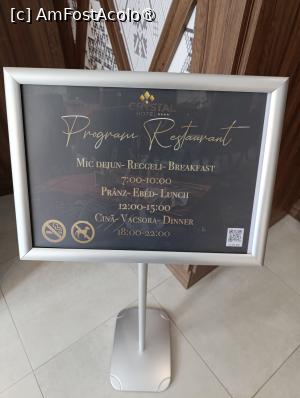 [c] AmFostAcolo®
CRYSTAL
HOTEL ****
Program Restaurant
Mic dejun- Reggeli- Breakfast
7:00-10:00
Prânz- Ebéd- Lunch
12:00-15:00
Cină- Vacsora- Dinner
18:00-22:00